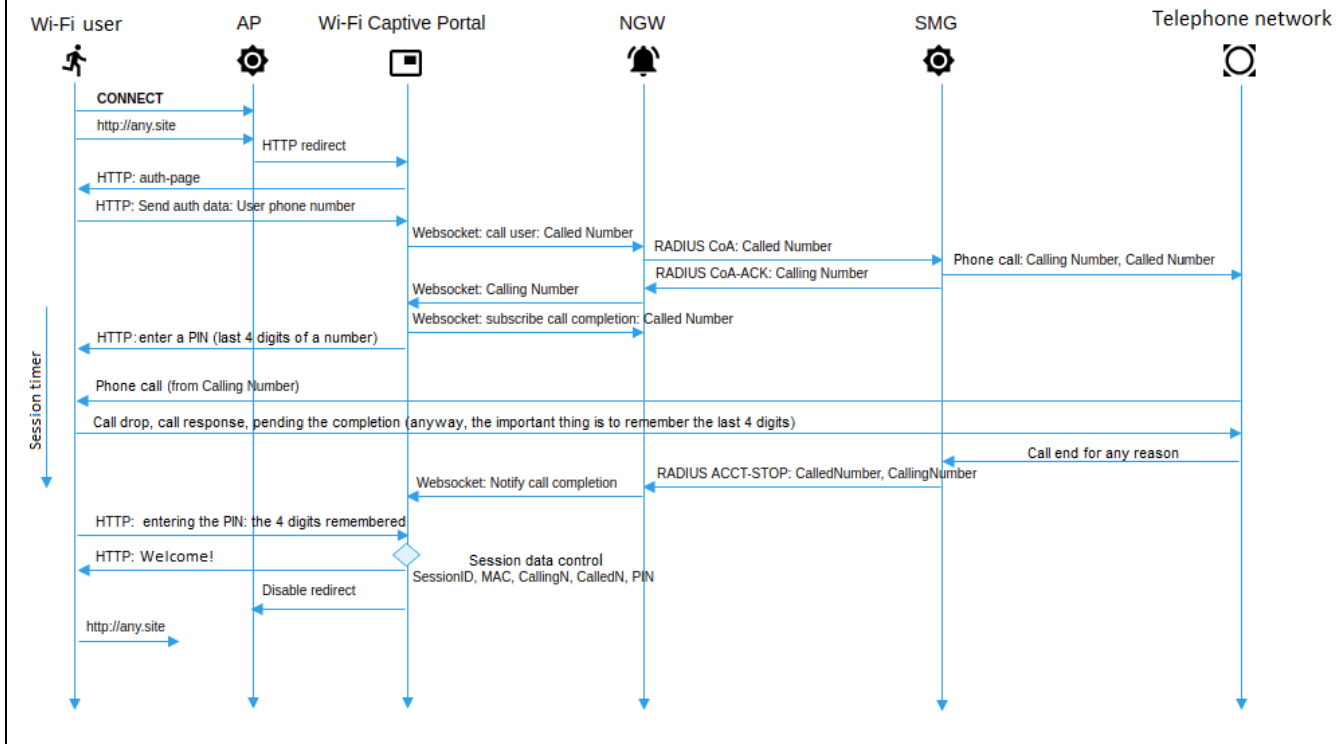 Wi-Fi user
AP
Wi-Fi Captive Portal
NGW
SMG
Telephone network
CONNECT
http://any.site
HTTP redirect
HTTP: auth-page
HTTP: Send auth data: User phone number
Websocket: call user: Called Number
RADIUS CoA: Called Number
Phone call: Calling Number, Called Number
RADIUS CoA-ACK: Calling Number
Websocket: Calling Number
Websocket: subscribe call completion: Called Number
HTTP: enter a PIN (last 4 digits of a number)
Session timer
Phone call (from Calling Number)
Call drop, call response, pending the completion (anyway, the important thing is to remember the last 4 digits)
Call end for any reason
RADIUS ACCT-STOP: CalledNumber, CallingNumber
Websocket: Notify call completion
HTTP: entering the PIN: the 4 digits remembered
HTTP: Welcome!
Session data control
SessionID, MAC, CallingN, CalledN, PIN
Disable redirect
http://any.site